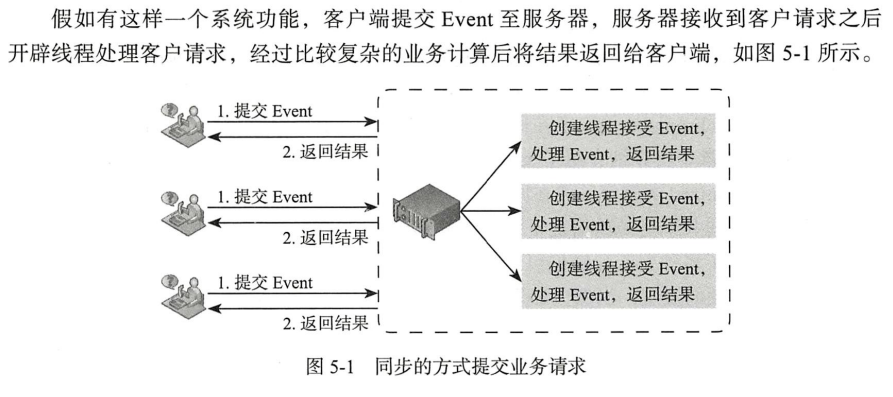 假如有这样一个系统功能，客户端提交 Event 至服务器，服务器接收到客户请求之后
开辟线程处理客户请求，经过比较复杂的业务计算后将结果返回给客户端，如图 5-1 所示。
1. 提交 Event
2. 返回结果
1. 提交 Event
2. 返回结果
1. 提交 Event
2. 返回结果
创建线程接受 Event，
处理 Event，返回结果
创建线程接受 Event，
处理 Event，返回结果
创建线程接受 Event，
处理 Event，返回结果
图 5-1 同步的方式提交业务请求